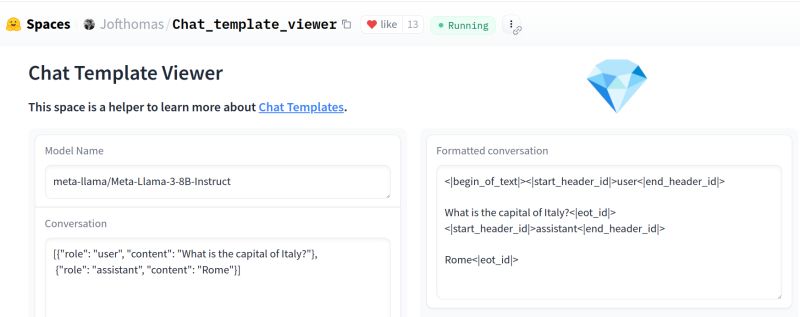 Spaces Jofthomas/Chat_template_viewer like 13 Running
Chat Template Viewer
This space is a helper to learn more about Chat Templates.
Model Name
meta-llama/Meta-Llama-3-8B-Instruct
Conversation
[{"role": "user", "content": "What is the capital of Italy?"},
{"role": "assistant", "content": "Rome"}]
Formatted conversation
<|begin_of_text|><|start_header_id|>user<|end_header_id|>
What is the capital of Italy?<|eot_id|>
<|start_header_id|>assistant<|end_header_id|>
Rome<|eot_id|>